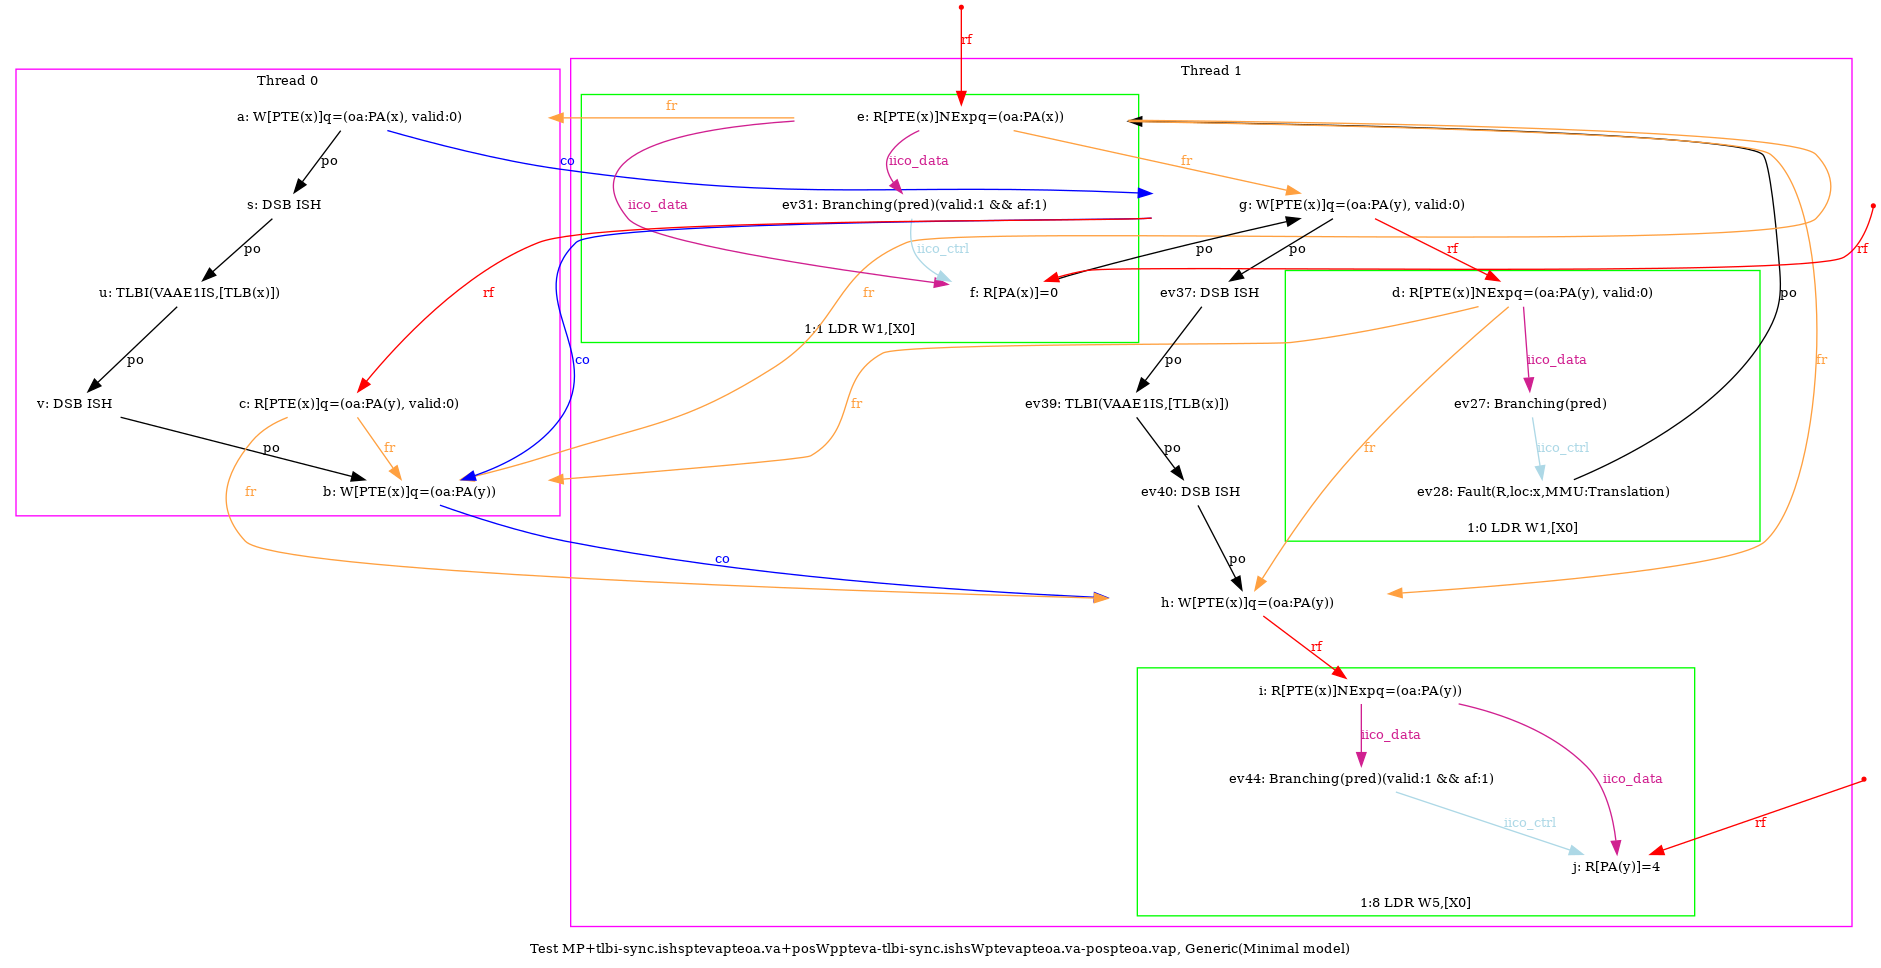 rf
Thread 1
Thread 0
fr
a: W[PTE(x)]q=(oa:PA(x), valid:0)
e: R[PTE(x)]NExpq=(oa:PA(x))
po
co
iico_data
fr
s: DSB ISH
iico_data
ev31: Branching(pred)(valid:1 && af:1)
g: W[PTE(x)]q=(oa:PA(y), valid:0)
po
iico_ctrl
po
po
rf
rf
u: TLBI(VAAE1IS,[TLB(x)])
rf
fr
f: R[PA(x)]=0
ev37: DSB ISH
d: R[PTE(x)]NExpq=(oa:PA(y), valid:0)
po
1:1 LDR W1,[X0]
po
co
po
iico_data
fr
v: DSB ISH
c: R[PTE(x)]q=(oa:PA(y), valid:0)
fr
ev39: TLBI(VAAE1IS,[TLB(x)])
ev27: Branching(pred)
po
fr
po
fr
iico_ctrl
fr
b: W[PTE(x)]q=(oa:PA(y))
ev40: DSB ISH
ev28: Fault(R,loc:x,MMU:Translation)
1:0 LDR W1,[X0]
co
po
h: W[PTE(x)]q=(oa:PA(y))
rf
i: R[PTE(x)]NExpq=(oa:PA(y))
iico_data
ev44: Branching(pred)(valid:1 && af:1)
iico_data
iico_ctrl
rf
j: R[PA(y)]=4
1:8 LDR W5,[X0]
Test MP+tlbi-sync.ishsptevapteoa.va+posWppteva-tlbi-sync.ishsWptevapteoa.va-pospteoa.vap, Generic(Minimal model)